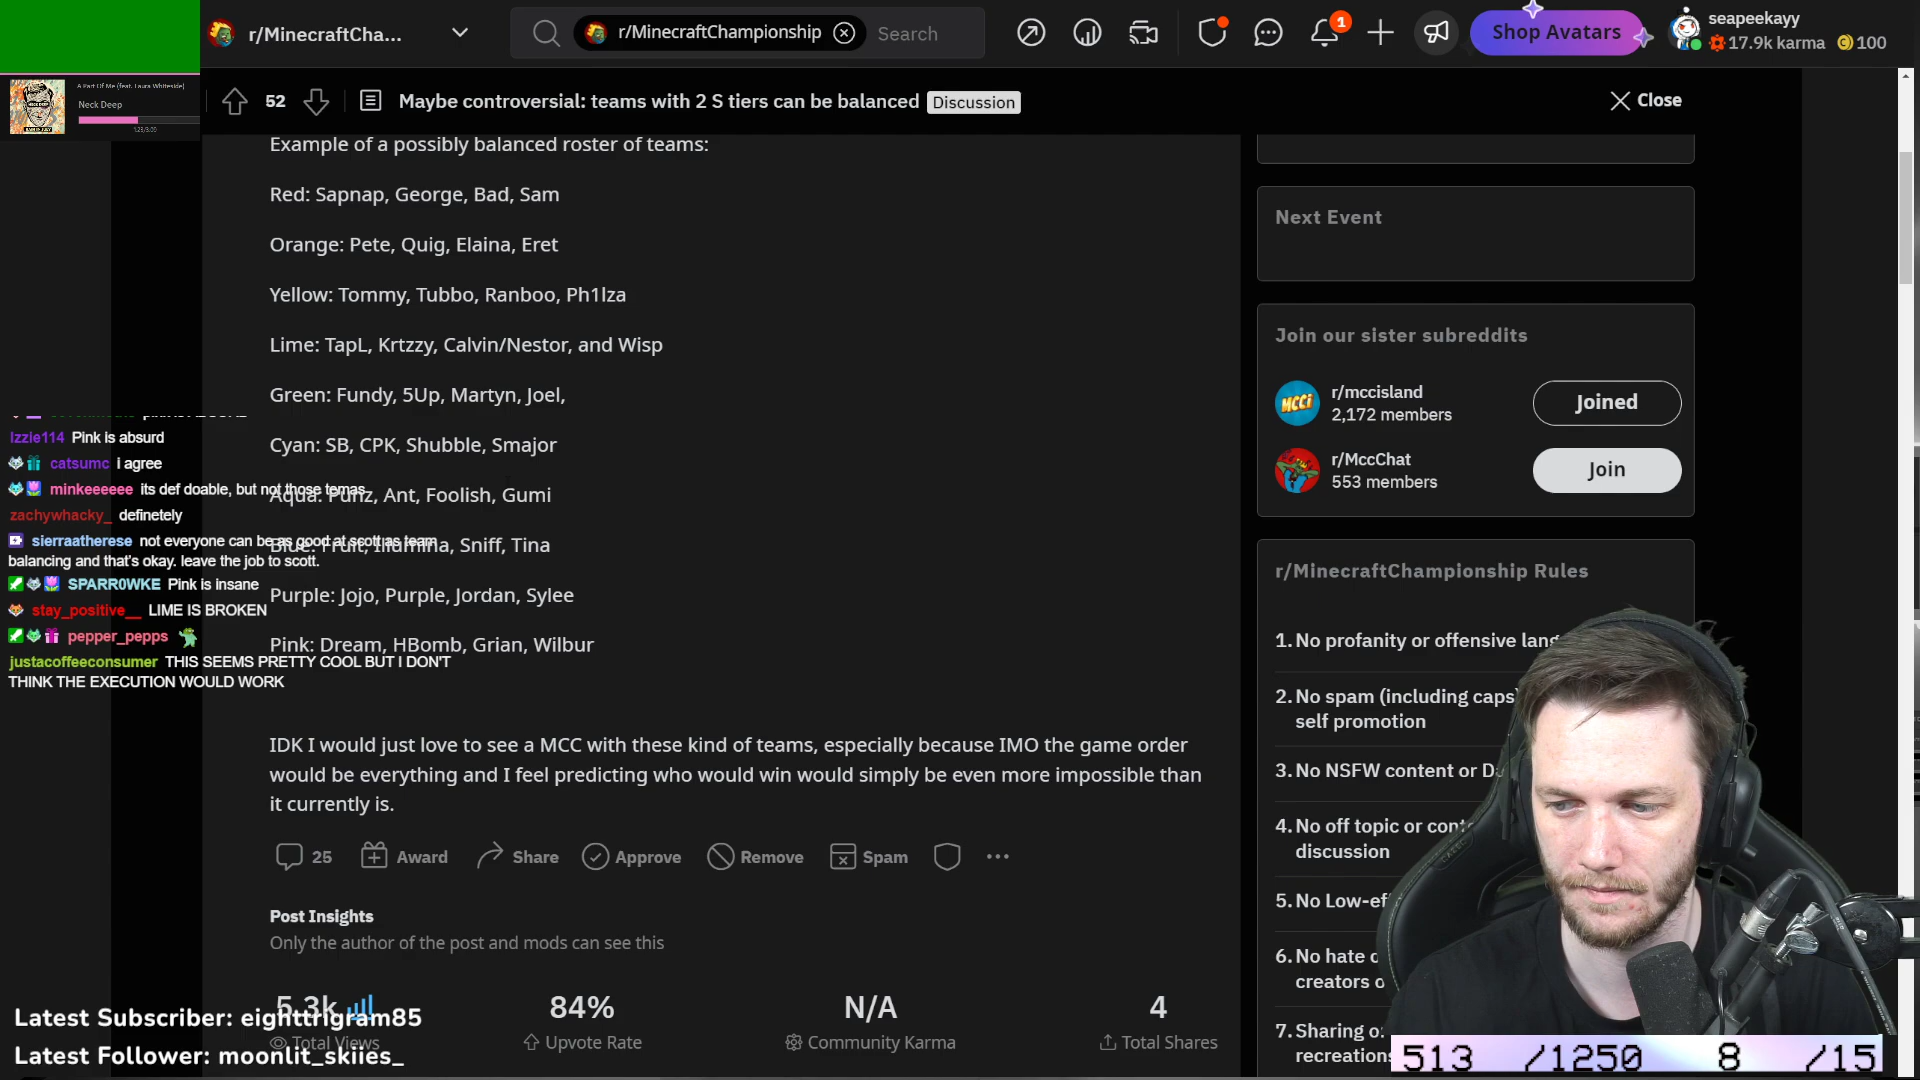 r/MinecraftCha...
r/MinecraftChampionship
Search
1
Shop Avatars
seapeekayy
17.9k karma
100
A Part Of Me (feat. Laura Whiteside)
Neck Deep
52
Maybe controversial: teams with 2 S tiers can be balanced
Discussion
Close
Example of a possibly balanced roster of teams:
Red: Sapnap, George, Bad, Sam
Orange: Pete, Quig, Elaina, Eret
Yellow: Tommy, Tubbo, Ranboo, Ph1lza
Lime: TapL, Krtzzy, Calvin/Nestor, and Wisp
Green: Fundy, 5Up, Martyn, Joel,
Cyan: SB, CPK, Shubble, Smajor
Aqua: Punz, Ant, Foolish, Gumi
Blue: Fruit, Illumina, Sniff, Tina
Purple: Jojo, Purple, Jordan, Sylee
Pink: Dream, HBomb, Grian, Wilbur
IDK I would just love to see a MCC with these kind of teams, especially because IMO the game order
would be everything and I feel predicting who would win would simply be even more impossible than
it currently is.
25
Award
Share
Approve
Remove
Spam
Post Insights
Only the author of the post and mods can see this
5.3k
84%
N/A
4
Total Views
Upvote Rate
Community Karma
Total Shares
Izzie114 Pink is absurd
catsumc i agree
minkeeeeee its def doable, but not those temas
zachywhacky_ definetely
sierraatherese not everyone can be as good at scott as team
balancing and that's okay. leave the job to scott.
SPARR0WKE Pink is insane
stay_positive__ LIME IS BROKEN
pepper_pepps
justacoffeeconsumer THIS SEEMS PRETTY COOL BUT I DON'T
THINK THE EXECUTION WOULD WORK
Latest Subscriber: eighttrigram85
Latest Follower: moonlit_skiies_
Next Event
Join our sister subreddits
MCCi
r/mccisland
2,172 members
Joined
r/MccChat
553 members
Join
r/MinecraftChampionship Rules
1. No profanity or offensive lang
2. No spam (including caps)
self promotion
3. No NSFW content or D
4. No off topic or cont
discussion
5. No Low-ef
6. No hate
creators o
7. Sharing o
recreations
513 /1250 8 /15